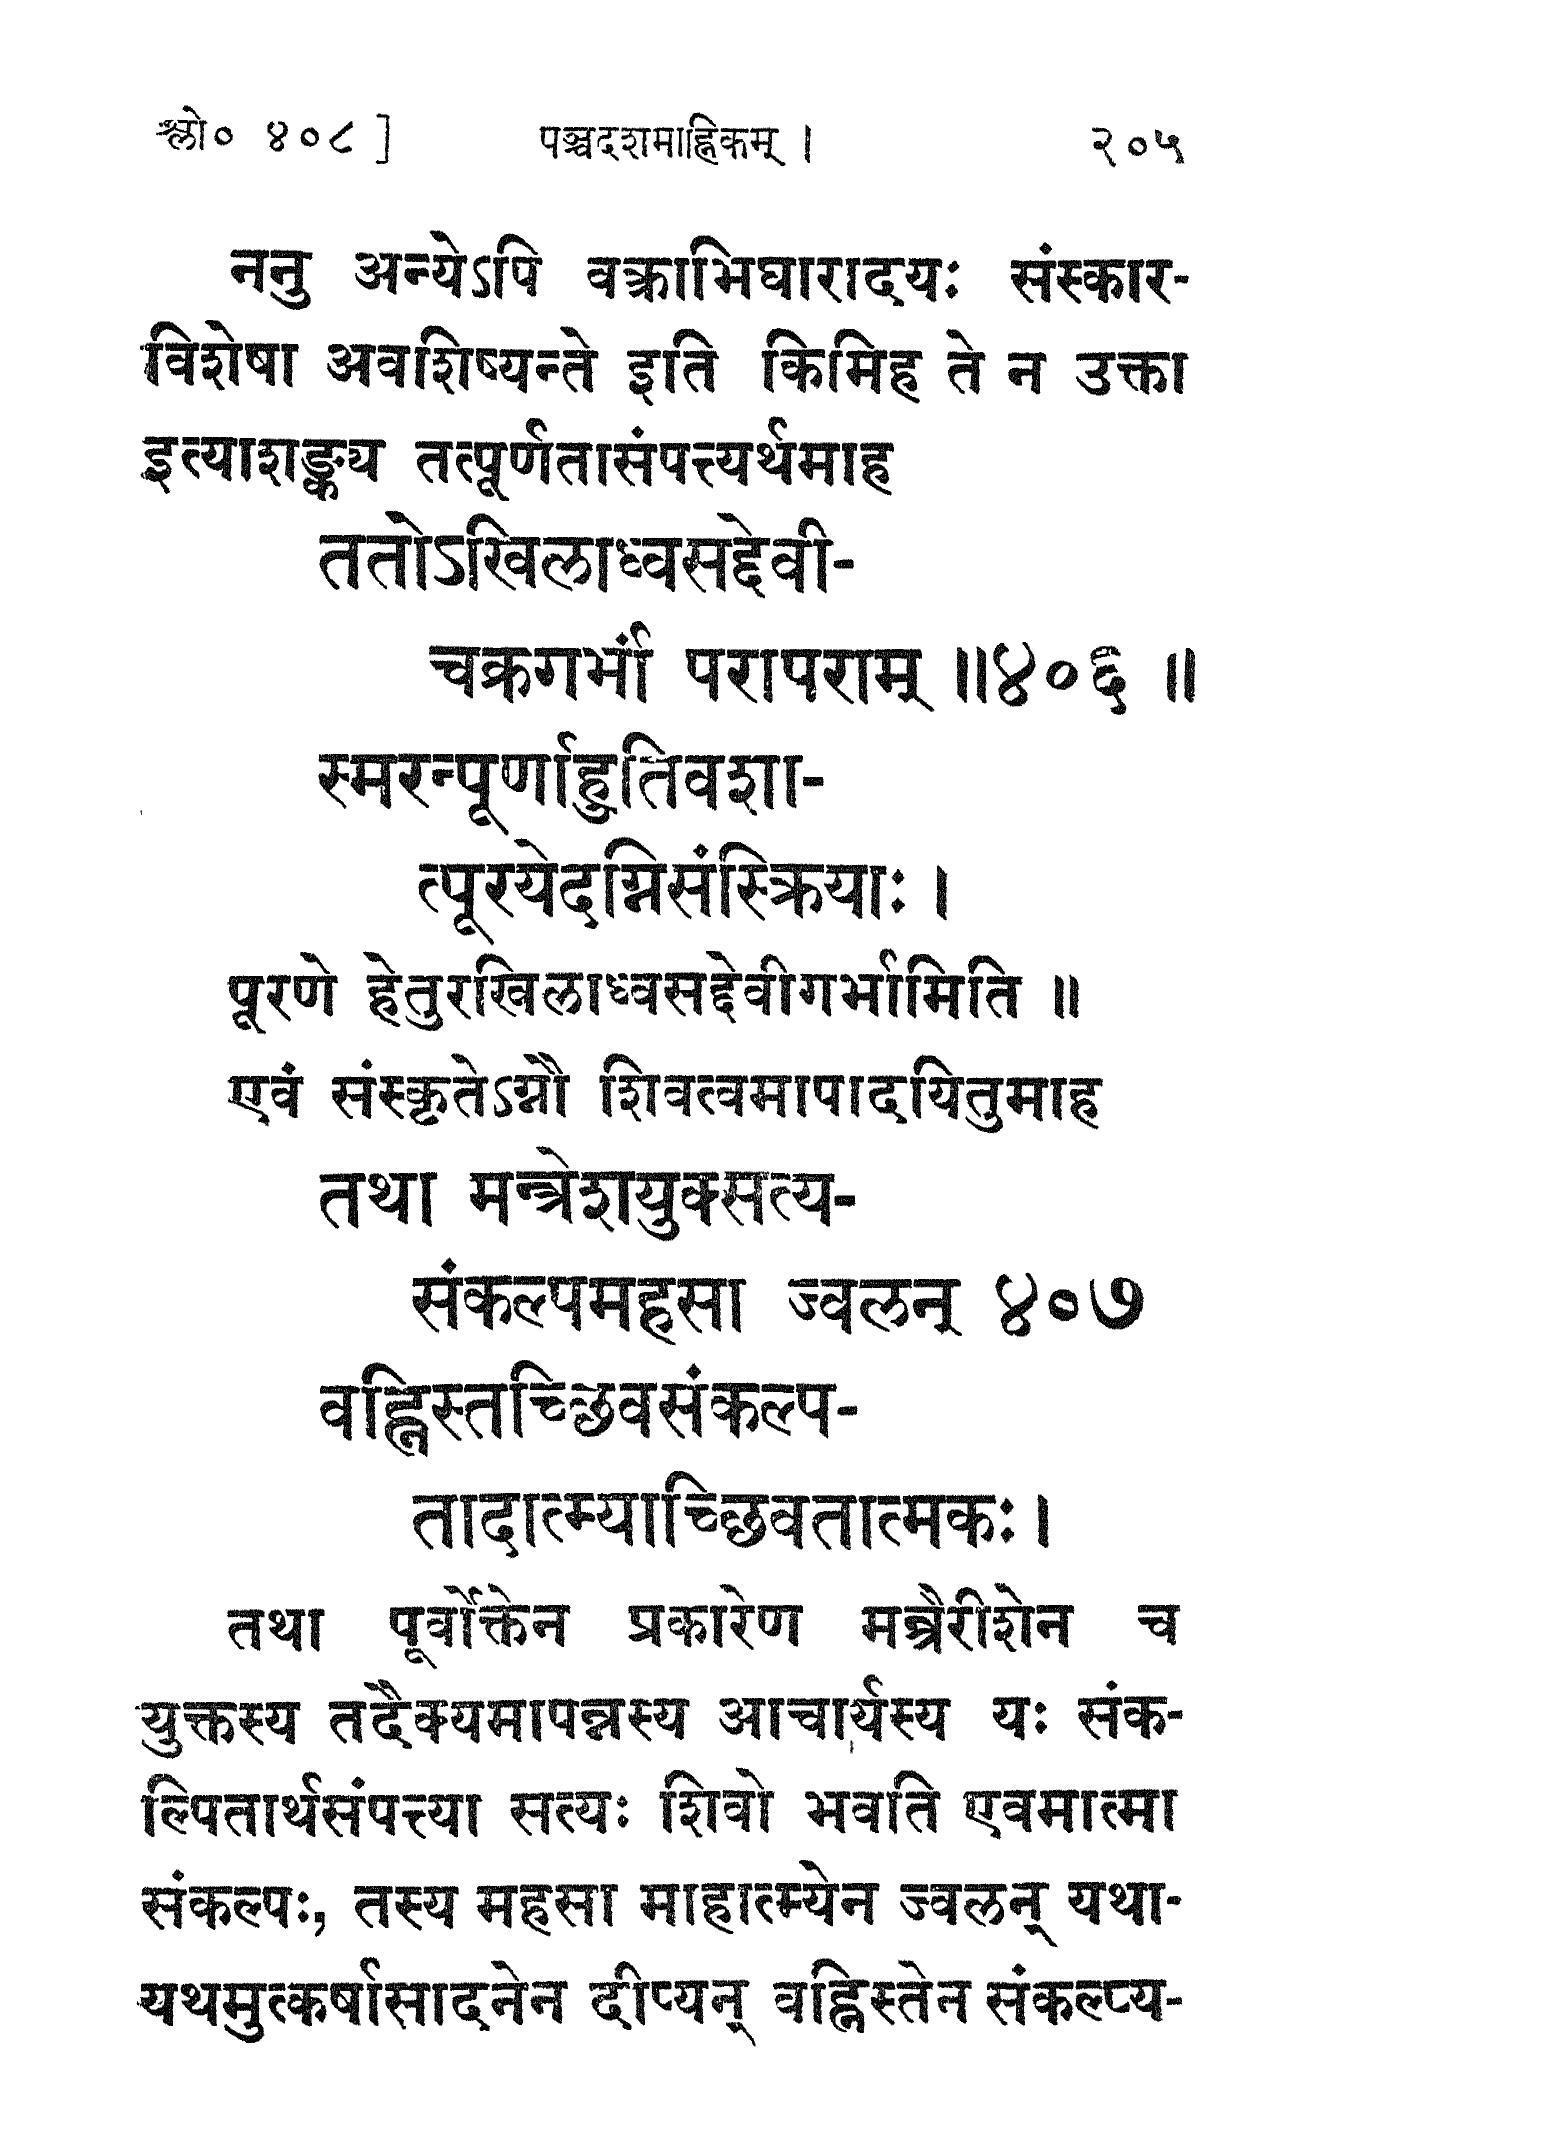 श्लो० ४०८] पञ्चदशमाह्निकम् । २०५
ननु अन्येऽपि वक्त्राभिघारादयः संस्कार-
विशेषा अवशिष्यन्ते इति किमिह ते न उक्ता
इत्याशङ्क्य तत्पूर्णतासंपत्त्यर्थमाह
ततोऽखिलाध्वसद्देवी-
चक्रगर्भां परापराम् ॥४०६॥
स्मरन्पूर्णाहुतिवशा-
त्पूरयेदग्निसंस्क्रियाः ।
पूरणे हेतुरखिलाध्वसद्देवीगर्भामिति ॥
एवं संस्कृतेऽग्नौ शिवत्वमापादयितुमाह
तथा मन्त्रेशयुक्सत्य-
संकल्पमहसा ज्वलन् ४०७
वह्निस्तच्छिवसंकल्प-
तादात्म्याच्छिवतात्मकः ।
तथा पूर्वोक्तेन प्रकारेण मन्त्रैरीशेन च
युक्तस्य तदैक्यमापन्नस्य आचार्यस्य यः संक-
ल्पितार्थसंपत्त्या सत्यः शिवो भवति एवमात्मा
संकल्पः, तस्य महसा माहात्म्येन ज्वलन् यथा-
यथमुत्कर्षासादनेन दीप्यन् वह्निस्तेन संकल्प्य-